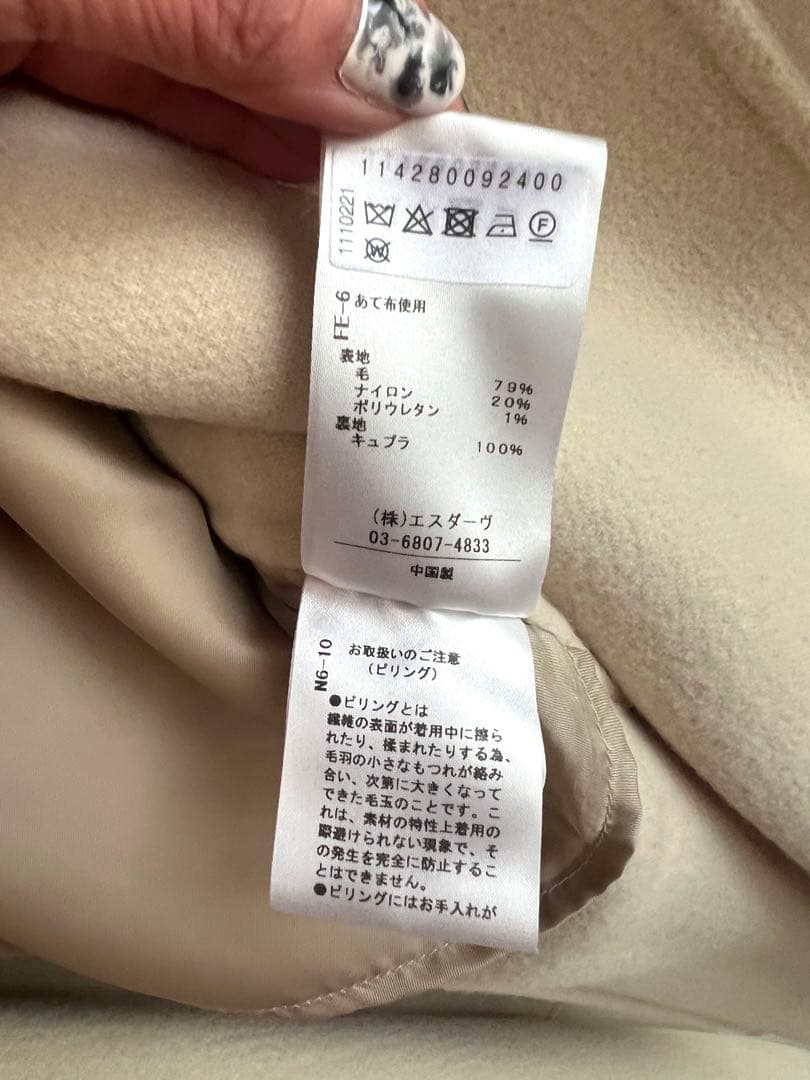 114280092400
1110221
F
W
FE-6
あて布使用
表地
毛 79%
ナイロン 20%
ポリウレタン 1%
裏地
キュプラ 100%
(株)エスダーヴ
03-6807-4833
中国製
N6-10
お取扱いのご注意
(ピリング)
●ピリングとは
繊維の表面が着用中に擦ら
れたり、揉まれたりする為、
毛羽の小さなもつれが絡み
合い、次第に大きくなって
できた毛玉のことです。こ
れは、素材の特性上着用の
際避けられない現象で、そ
の発生を完全に防止するこ
とはできません。
●ピリングにはお手入れが